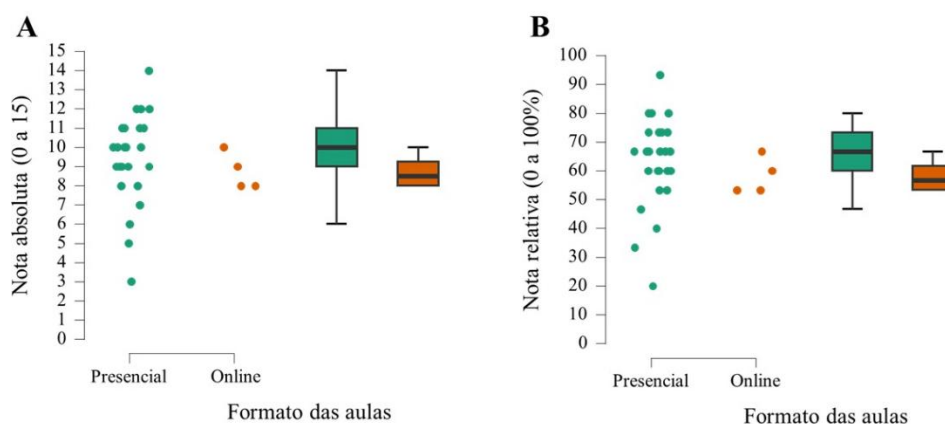 A
Nota absoluta (0 a 15)
15
14
13
12
11
10
9
8
7
6
5
4
3
2
1
0
Presencial
Online
Formato das aulas
B
Nota relativa (0 a 100%)
100
90
80
70
60
50
40
30
20
10
0
Presencial
Online
Formato das aulas